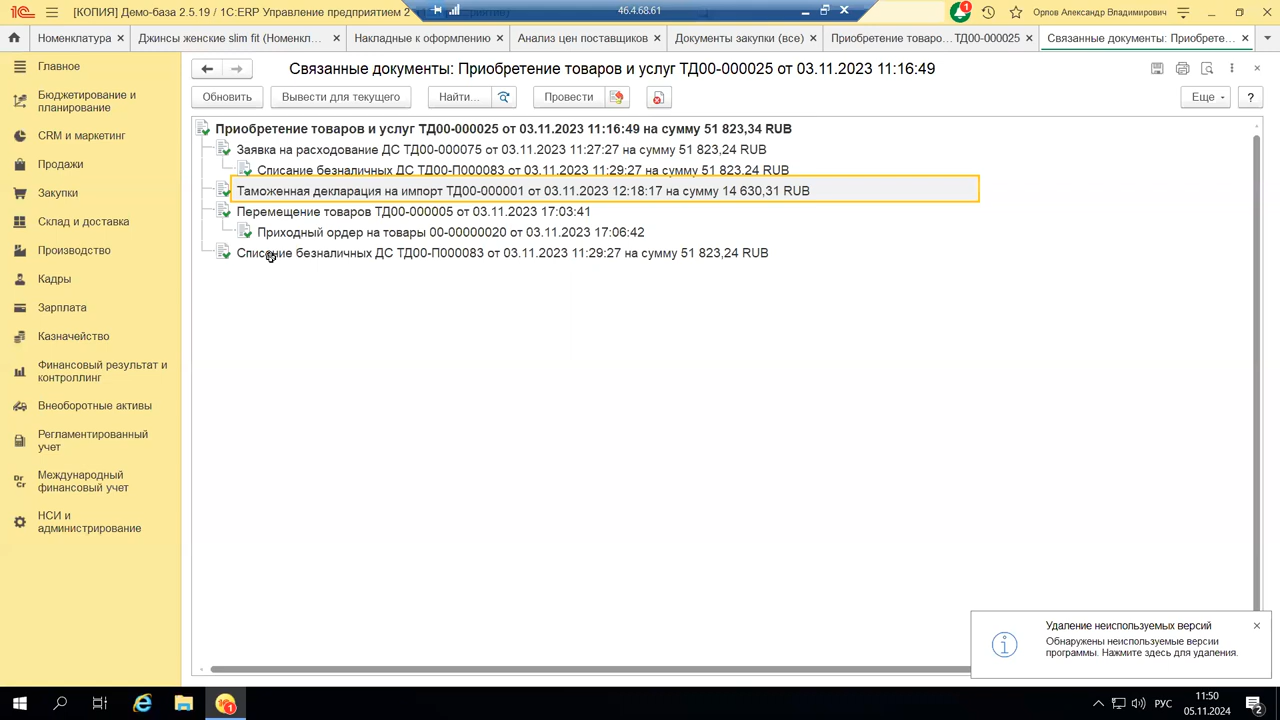 [КОПИЯ] Демо-база 2.5.19 / 1С:ERP Управление предприятием 2
46.4.68.61
Орлов Александр Владимирович
Номенклатура
Джинсы женские slim fit (Номенкл...
Накладные к оформлению
Анализ цен поставщиков
Документы закупки (все)
Приобретение товаро... ТД00-000025
Связанные документы: Приобрете...
Главное
Бюджетирование и
планирование
CRM и маркетинг
Продажи
Закупки
Склад и доставка
Производство
Кадры
Зарплата
Казначейство
Финансовый результат и
контроллинг
Внеоборотные активы
Регламентированный
учет
Международный
финансовый учет
НСИ и
администрирование
Связанные документы: Приобретение товаров и услуг ТД00-000025 от 03.11.2023 11:16:49
Обновить
Вывести для текущего
Найти...
Провести
Еще
?
Приобретение товаров и услуг ТД00-000025 от 03.11.2023 11:16:49 на сумму 51 823,34 RUB
Заявка на расходование ДС ТД00-000075 от 03.11.2023 11:27:27 на сумму 51 823,24 RUB
Списание безналичных ДС ТД00-П000083 от 03.11.2023 11:29:27 на сумму 51 823,24 RUB
Таможенная декларация на импорт ТД00-000001 от 03.11.2023 12:18:17 на сумму 14 630,31 RUB
Перемещение товаров ТД00-000005 от 03.11.2023 17:03:41
Приходный ордер на товары 00-00000020 от 03.11.2023 17:06:42
Списание безналичных ДС ТД00-П000083 от 03.11.2023 11:29:27 на сумму 51 823,24 RUB
Удаление неиспользуемых версий
Обнаружены неиспользуемые версии
программы. Нажмите здесь для удаления.
РУС
11:50
05.11.2024